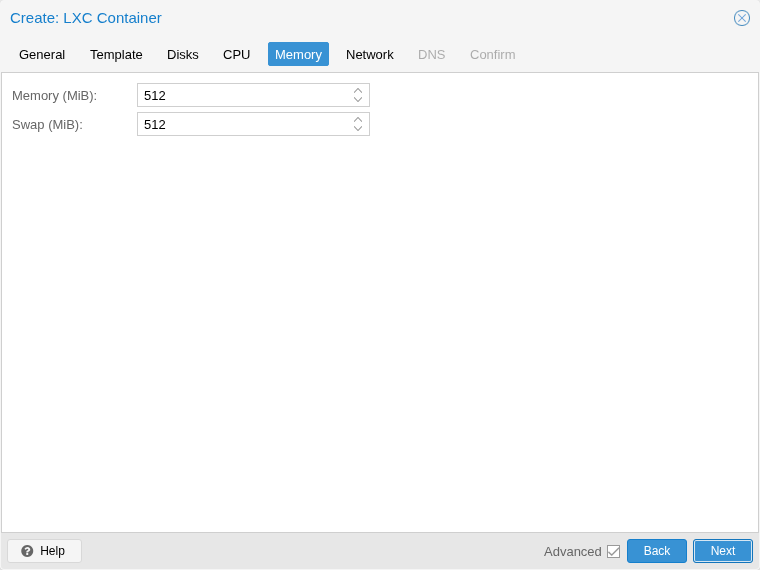 Create: LXC Container
General Template Disks CPU Memory Network DNS Confirm
Memory (MiB): 512
Swap (MiB): 512
Help Advanced Back Next